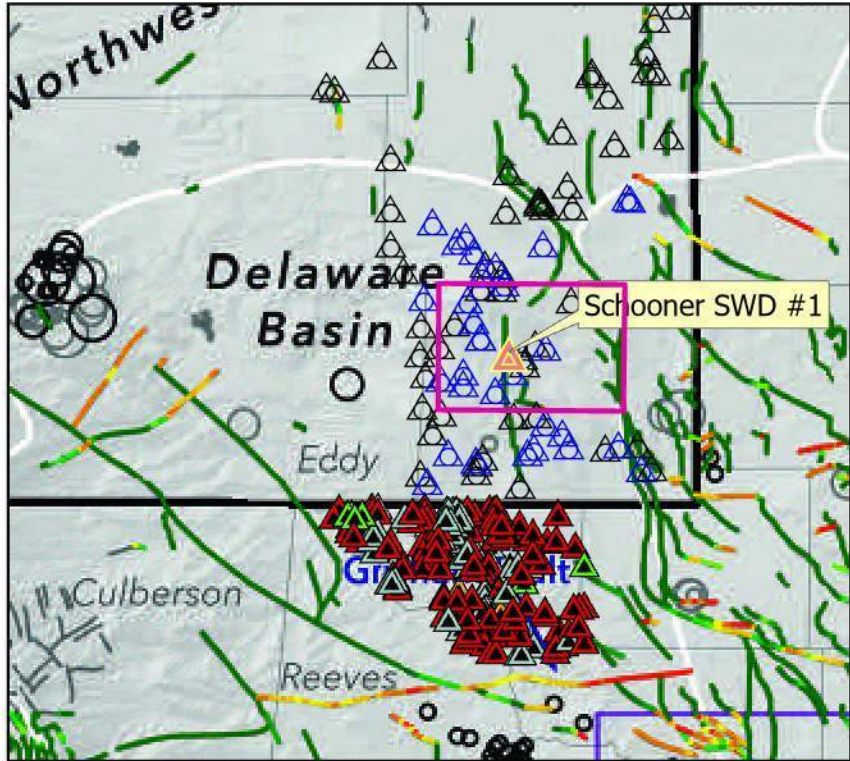 Northwes
Delaware
Basin
Schooner SWD #1
Eddy
Culberson
Reeves